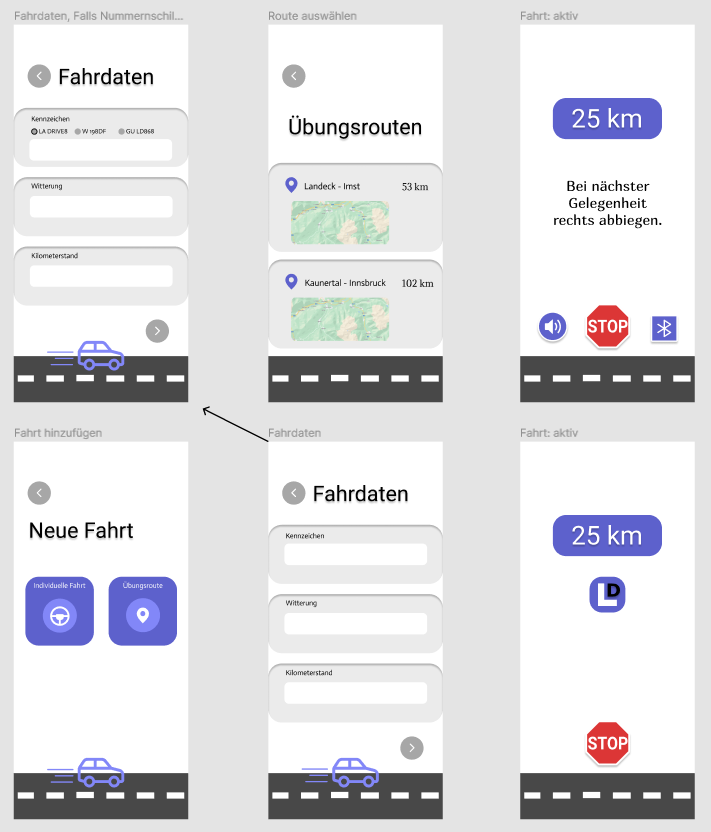 Fahrdaten, Falls Nummernschil...
Fahrdaten
Kennzeichen
LA DRIVE8 W 198DF GU LD868
Witterung
Kilometerstand
Route auswählen
Übungsrouten
Landeck - Imst 53 km
Kaunertal - Innsbruck 102 km
Fahrt: aktiv
25 km
Bei nächster
Gelegenheit
rechts abbiegen.
STOP
Fahrt hinzufügen
Neue Fahrt
Individuelle Fahrt Übungsroute
Fahrdaten
Fahrdaten
Kennzeichen
Witterung
Kilometerstand
Fahrt: aktiv
25 km
LD
STOP